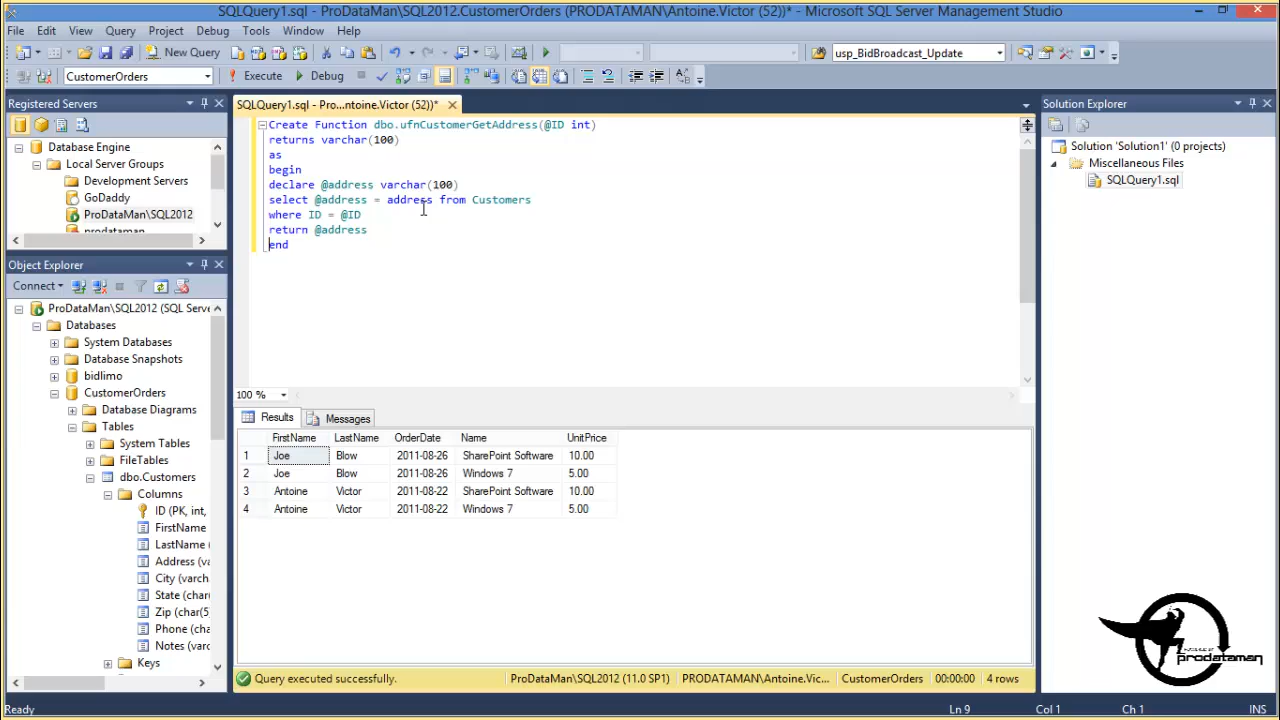 SQLQuery1.sql - ProDataMan\SQL2012.CustomerOrders (PRODATAMAN\Antoine.Victor (52))* - Microsoft SQL Server Management Studio
File Edit View Query Project Debug Tools Window Help
New Query usp_BidBroadcast_Update
CustomerOrders Execute Debug
Registered Servers
Database Engine
Local Server Groups
Development Servers
GoDaddy
ProDataMan\SQL2012
prodataman
Object Explorer
Connect
ProDataMan\SQL2012 (SQL Serve
Databases
System Databases
Database Snapshots
bidlimo
CustomerOrders
Database Diagrams
Tables
System Tables
FileTables
dbo.Customers
Columns
ID (PK, int,
FirstName
LastName (
Address (va
City (varch
State (char(
Zip (char(5
Phone (cha
Notes (varc
Keys
SQLQuery1.sql - Pro...ntoine.Victor (52))*
Create Function dbo.ufnCustomerGetAddress(@ID int)
returns varchar(100)
as
begin
declare @address varchar(100)
select @address = address from Customers
where ID = @ID
return @address
end
100 %
Results Messages
FirstName LastName OrderDate Name UnitPrice
1 Joe Blow 2011-08-26 SharePoint Software 10.00
2 Joe Blow 2011-08-26 Windows 7 5.00
3 Antoine Victor 2011-08-22 SharePoint Software 10.00
4 Antoine Victor 2011-08-22 Windows 7 5.00
Query executed successfully. ProDataMan\SQL2012 (11.0 SP1) PRODATAMAN\Antoine.Vic... CustomerOrders 00:00:00 4 rows
Solution Explorer
Solution 'Solution1' (0 projects)
Miscellaneous Files
SQLQuery1.sql
prodataman
Ready Ln 9 Col 1 Ch 1 INS